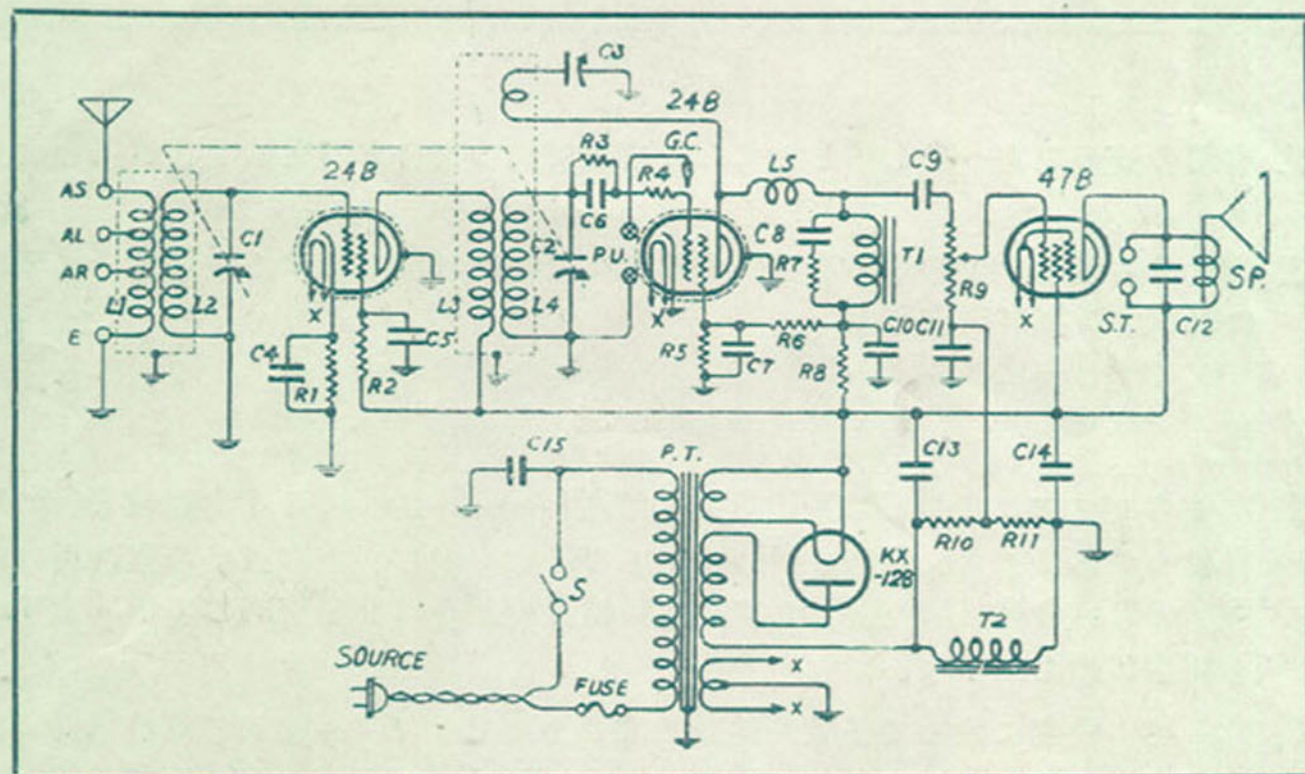 C3
24B
G.C.
R3
R4
C6
24B
L5
C9
47B
AS
AL
AR
E
L1
L2
C1
X
C4
R1
R2
C5
L3
L4
C2
P.U.
X
R5
C7
R6
C8
R7
T1
R8
C10
C11
R9
X
S.T.
C12
SP.
C15
P.T.
C13
C14
R10
R11
S
KX
-12B
T2
SOURCE
FUSE
X
X